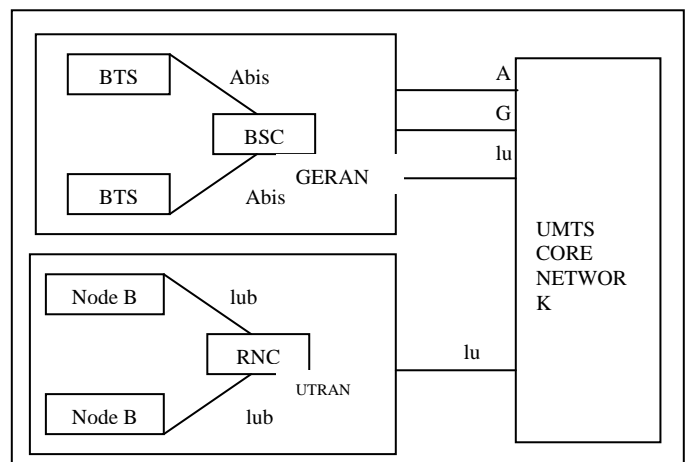 BTS
Abis
BSC
GERAN
BTS
Abis
A
G
lu
UMTS
CORE
NETWOR
K
Node B
lub
RNC
UTRAN
Node B
lub
lu